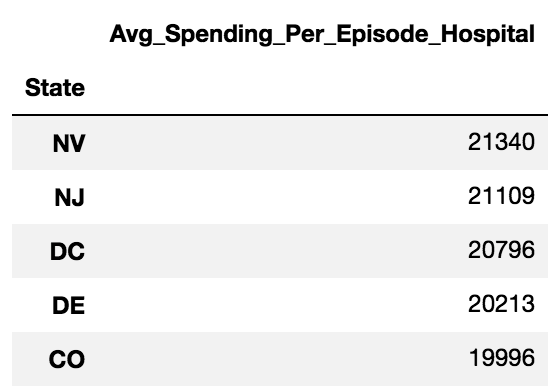 Avg_Spending_Per_Episode_Hospital
State
NV 21340
NJ 21109
DC 20796
DE 20213
CO 19996